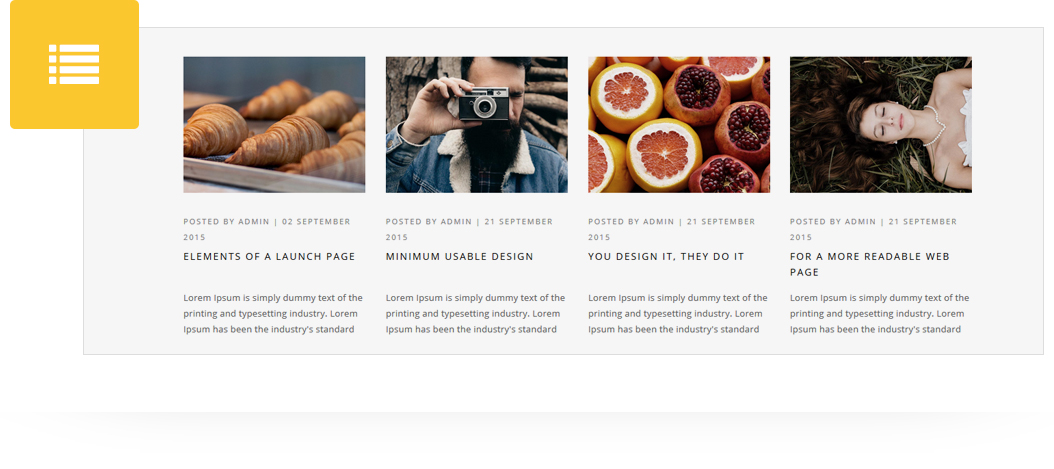 POSTED BY ADMIN | 02 SEPTEMBER
2015
ELEMENTS OF A LAUNCH PAGE
Lorem Ipsum is simply dummy text of the
printing and typesetting industry. Lorem
Ipsum has been the industry's standard
POSTED BY ADMIN | 21 SEPTEMBER
2015
MINIMUM USABLE DESIGN
Lorem Ipsum is simply dummy text of the
printing and typesetting industry. Lorem
Ipsum has been the industry's standard
POSTED BY ADMIN | 21 SEPTEMBER
2015
YOU DESIGN IT, THEY DO IT
Lorem Ipsum is simply dummy text of the
printing and typesetting industry. Lorem
Ipsum has been the industry's standard
POSTED BY ADMIN | 21 SEPTEMBER
2015
FOR A MORE READABLE WEB
PAGE
Lorem Ipsum is simply dummy text of the
printing and typesetting industry. Lorem
Ipsum has been the industry's standard